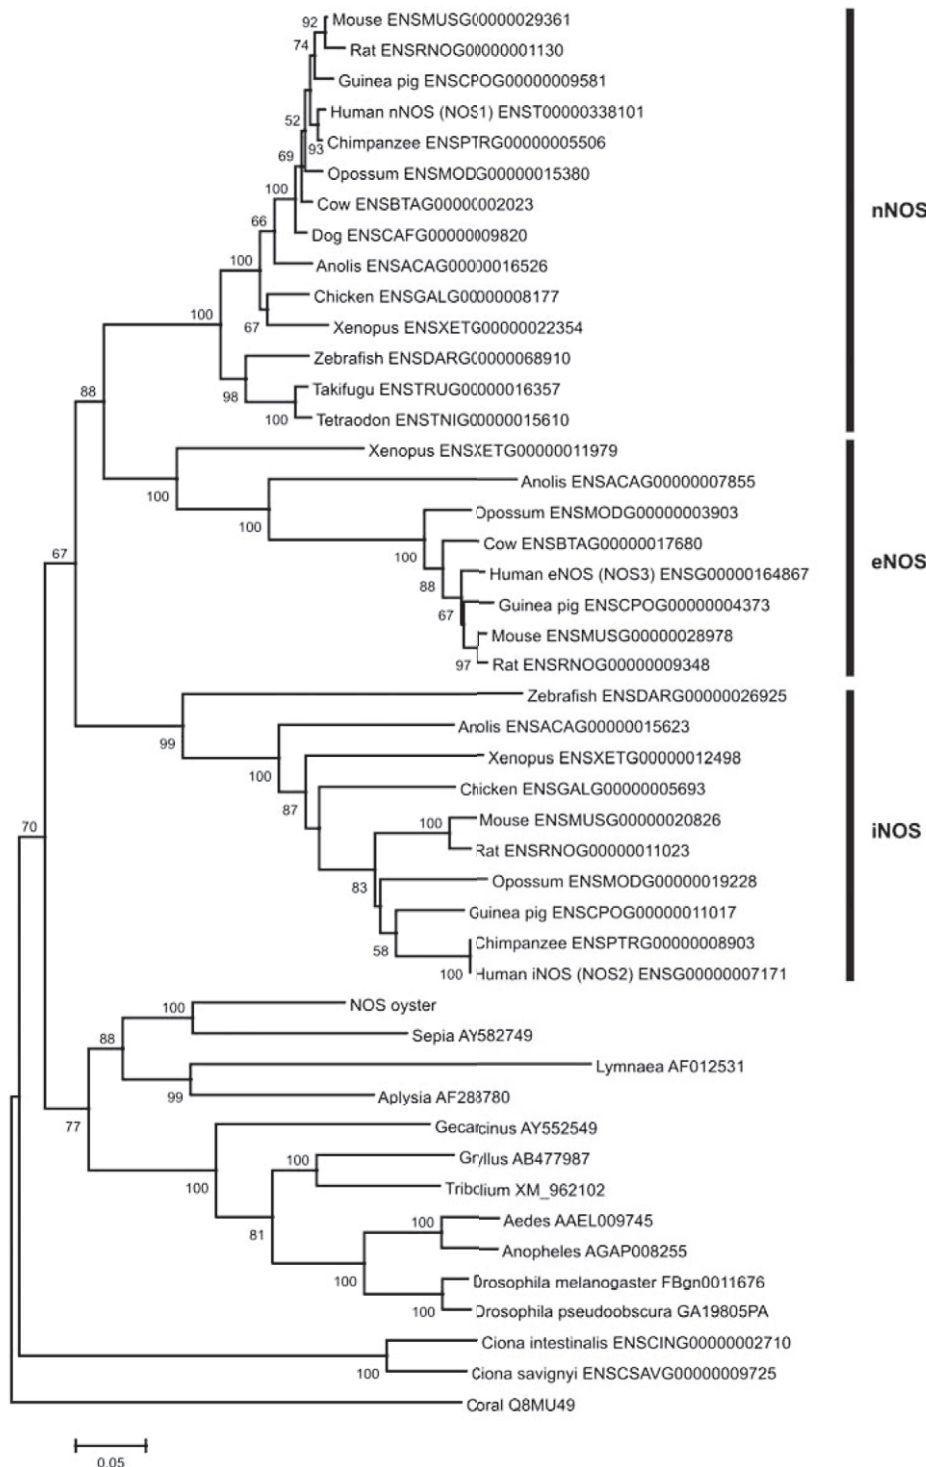 92
Mouse ENSMUSG00000029361
74
Rat ENSRNOG00000001130
Guinea pig ENSCPOG00000009581
Human nNOS (NOS1) ENST00000338101
52
93
Chimpanzee ENSPTRG00000005506
69
Opossum ENSMODG00000015380
100
Cow ENSBTAG00000002023
nNOS
66
Dog ENSCAFG00000009820
100
Anolis ENSACAG00000016526
Chicken ENSGALG00000008177
100
67
Xenopus ENSXETG00000022354
Zebrafish ENSDARG00000068910
88
98
Takifugu ENSTRUG00000016357
100
Tetraodon ENSTNIG00000015610
Xenopus ENSXETG00000011979
100
Anolis ENSACAG00000007855
100
Opossum ENSMODG00000003903
67
100
Cow ENSBTAG00000017680
eNOS
88
Human eNOS (NOS3) ENSG00000164867
67
Guinea pig ENSCPOG00000004373
Mouse ENSMUSG00000028978
97
Rat ENSRNOG00000009348
Zebrafish ENSDARG00000026925
99
Anolis ENSACAG00000015623
100
Xenopus ENSXETG00000012498
87
Chicken ENSGALG00000005693
70
100
Mouse ENSMUSG00000020826
iNOS
Rat ENSRNOG00000011023
83
Opossum ENSMODG00000019228
Guinea pig ENSCPOG00000011017
58
Chimpanzee ENSPTRG00000008903
100
Human iNOS (NOS2) ENSG00000007171
100
NOS oyster
88
Sepia AY582749
Lymnaea AF012531
99
Aplysia AF288780
77
Gecarcinus AY552549
100
100
Gryllus AB477987
Tribolium XM_962102
81
100
Aedes AAEL009745
Anopheles AGAP008255
100
Drosophila melanogaster FBgn0011676
100
Drosophila pseudoobscura GA19805PA
Ciona intestinalis ENSCING00000002710
100
Ciona savignyi ENSCSAVG00000009725
Coral Q8MU49
0.05